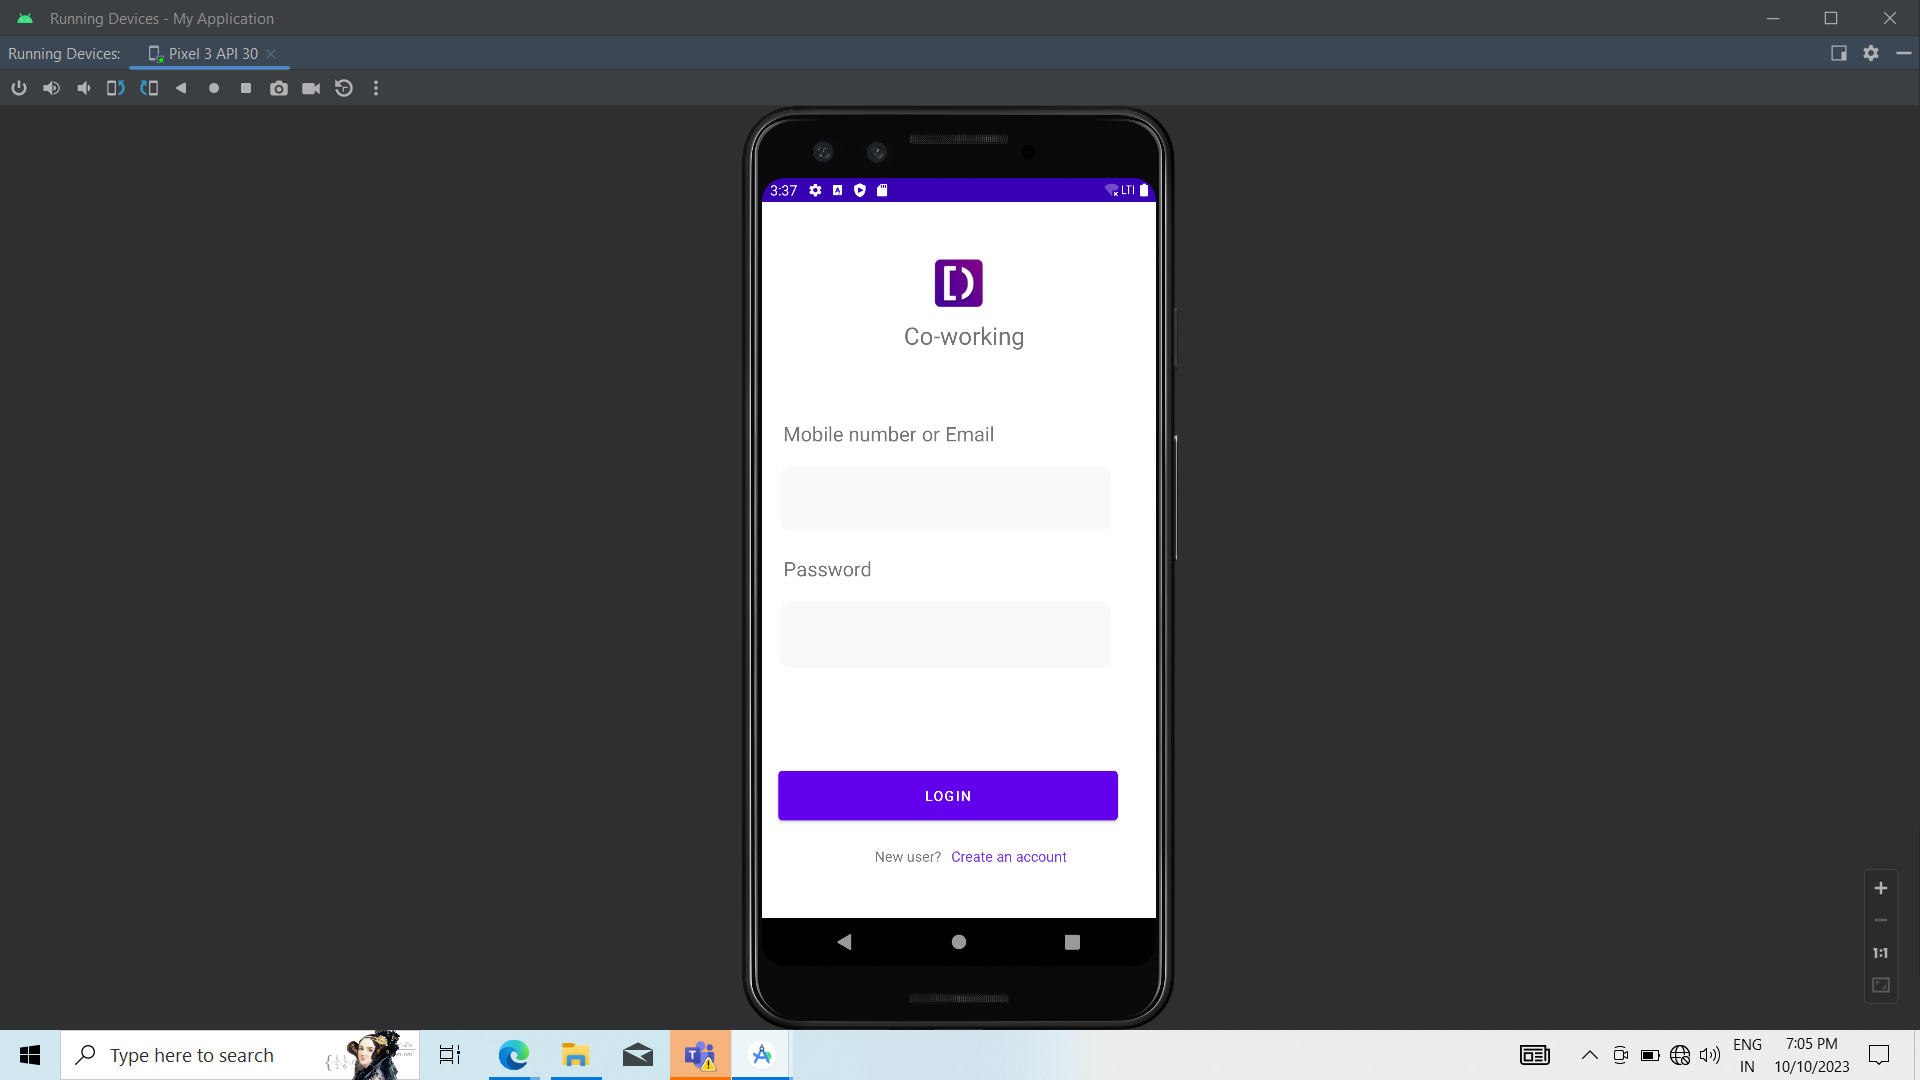 Running Devices - My Application
Running Devices: Pixel 3 API 30
3:37 A LTE
Co-working
Mobile number or Email
Password
LOGIN
New user? Create an account
1:1
Type here to search
ENG
IN
7:05 PM
10/10/2023